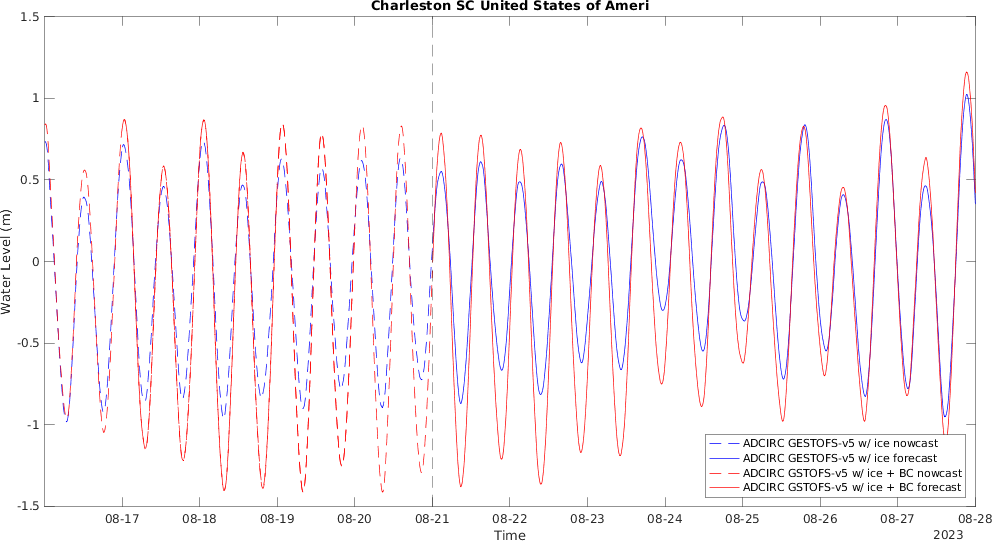 Charleston SC United States of Ameri
1.5
1
0.5
0
-0.5
-1
-1.5
Water Level (m)
ADCIRC GESTOFS-v5 w/ ice nowcast
ADCIRC GESTOFS-v5 w/ ice forecast
ADCIRC GSTOFS-v5 w/ ice + BC nowcast
ADCIRC GSTOFS-v5 w/ ice + BC forecast
08-17 08-18 08-19 08-20 08-21 08-22 08-23 08-24 08-25 08-26 08-27 08-28
Time
2023